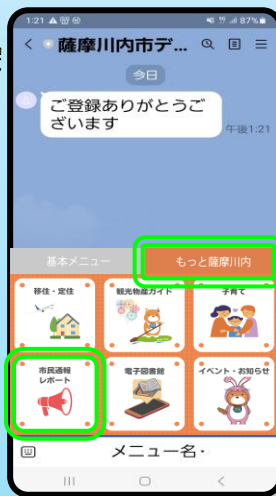 1:21
87%
薩摩川内市デ...
今日
ご登録ありがとうご
ざいます
午後1:21
基本メニュー
もっと薩摩川内
移住・定住
観光物産ガイド
子育て
市民通報
レポート
電子図書館
イベント・お知らせ
メニュー名·